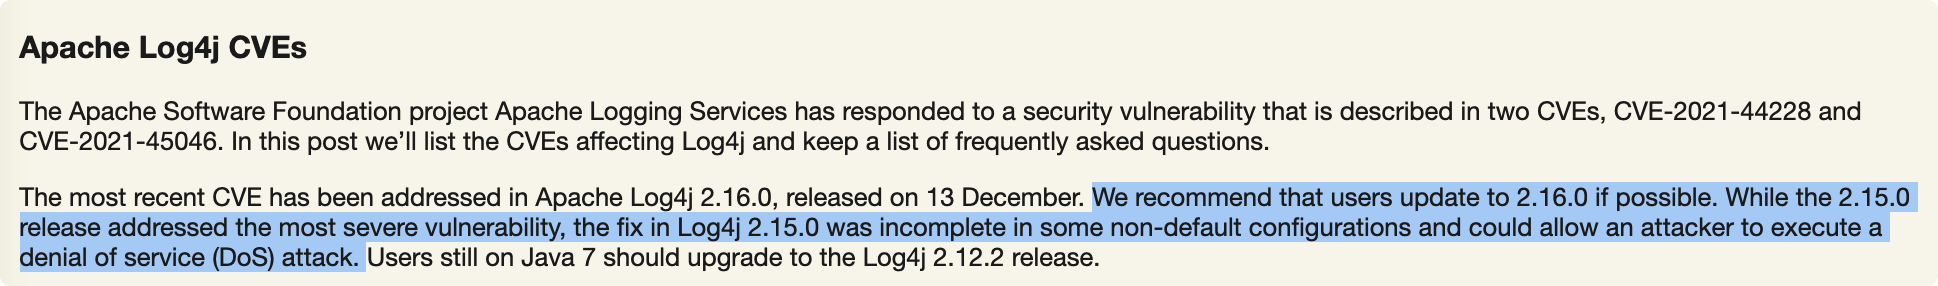 Apache Log4j CVEs
The Apache Software Foundation project Apache Logging Services has responded to a security vulnerability that is described in two CVEs, CVE-2021-44228 and
CVE-2021-45046. In this post we’ll list the CVEs affecting Log4j and keep a list of frequently asked questions.
The most recent CVE has been addressed in Apache Log4j 2.16.0, released on 13 December. We recommend that users update to 2.16.0 if possible. While the 2.15.0
release addressed the most severe vulnerability, the fix in Log4j 2.15.0 was incomplete in some non-default configurations and could allow an attacker to execute a
denial of service (DoS) attack. Users still on Java 7 should upgrade to the Log4j 2.12.2 release.